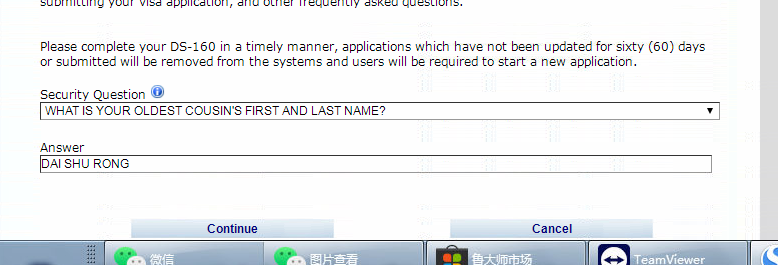 submitting your visa application, and other frequently asked questions.
Please complete your DS-160 in a timely manner, applications which have not been updated for sixty (60) days
or submitted will be removed from the systems and users will be required to start a new application.
Security Question
WHAT IS YOUR OLDEST COUSIN'S FIRST AND LAST NAME?
Answer
DAI SHU RONG
Continue Cancel
微信 图片查看 鲁大师市场 TeamViewer